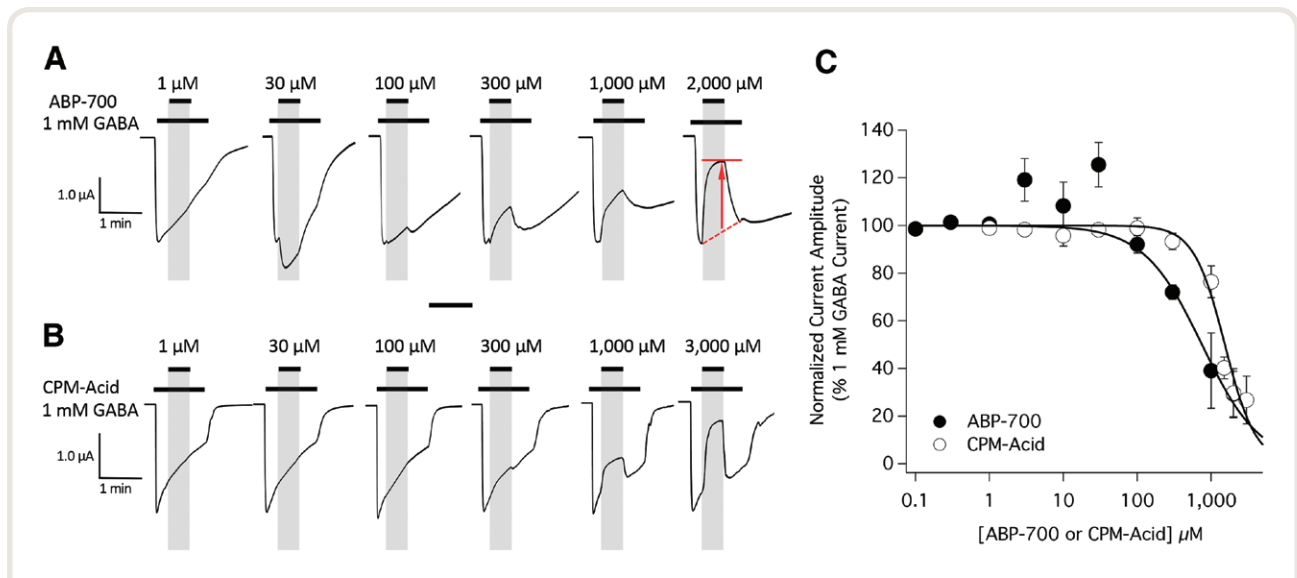 A
1 µM 30 µM 100 µM 300 µM 1,000 µM 2,000 µM
ABP-700
1 mM GABA
1.0 µA
1 min
B
1 µM 30 µM 100 µM 300 µM 1,000 µM 3,000 µM
CPM-Acid
1 mM GABA
1.0 µA
1 min
C
Normalized Current Amplitude
(% 1 mM GABA Current)
140
120
100
80
60
40
20
0
ABP-700
CPM-Acid
0.1 1 10 100 1,000
[ABP-700 or CPM-Acid] µM